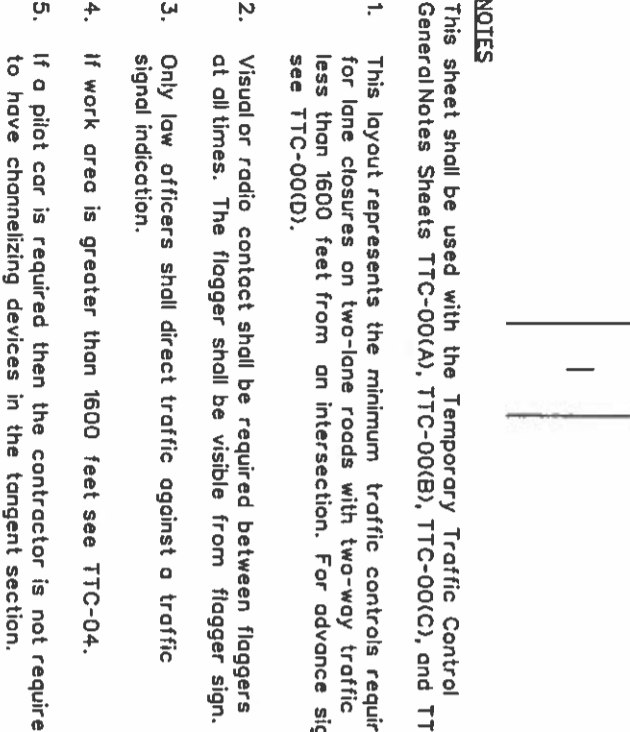 NOTES
This sheet shall be used with the Temporary Traffic Control
General Notes Sheets TTC-00(A), TTC-00(B), TTC-00(C), and TT
1. This layout represents the minimum traffic controls requir
for lane closures on two-lane roads with two-way traffic
less than 1600 feet from an intersection. For advance sig
see TTC-00(D).
2. Visual or radio contact shall be required between flaggers
at all times. The flagger shall be visible from flagger sign.
3. Only law officers shall direct traffic against a traffic
signal indication.
4. If work area is greater than 1600 feet see TTC-04.
5. If a pilot car is required then the contractor is not require
to have channelizing devices in the tangent section.